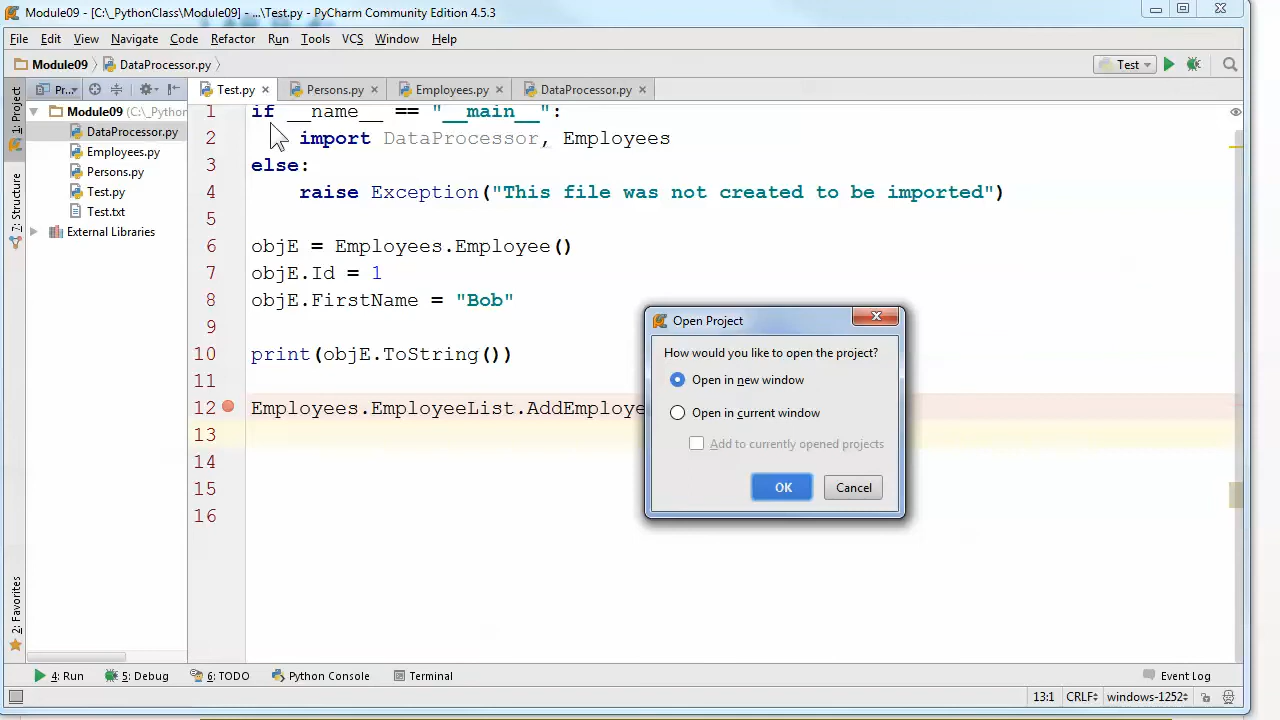 Module09 - [C:\_PythonClass\Module09] - ...\Test.py - PyCharm Community Edition 4.5.3
File Edit View Navigate Code Refactor Run Tools VCS Window Help
Module09 DataProcessor.py Test
1: Project Pr... Test.py Persons.py Employees.py DataProcessor.py
Module09 (C:\_Python
DataProcessor.py
Employees.py
Persons.py
Test.py
Test.txt
External Libraries
7: Structure
2: Favorites
1 if __name__ == "__main__":
2 import DataProcessor, Employees
3 else:
4 raise Exception("This file was not created to be imported")
5
6 objE = Employees.Employee()
7 objE.Id = 1
8 objE.FirstName = "Bob"
9
10 print(objE.ToString())
11
12 Employees.EmployeeList.AddEmploye
13
14
15
16
Open Project
How would you like to open the project?
Open in new window
Open in current window
Add to currently opened projects
OK Cancel
4: Run 5: Debug 6: TODO Python Console Terminal Event Log
13:1 CRLF windows-1252